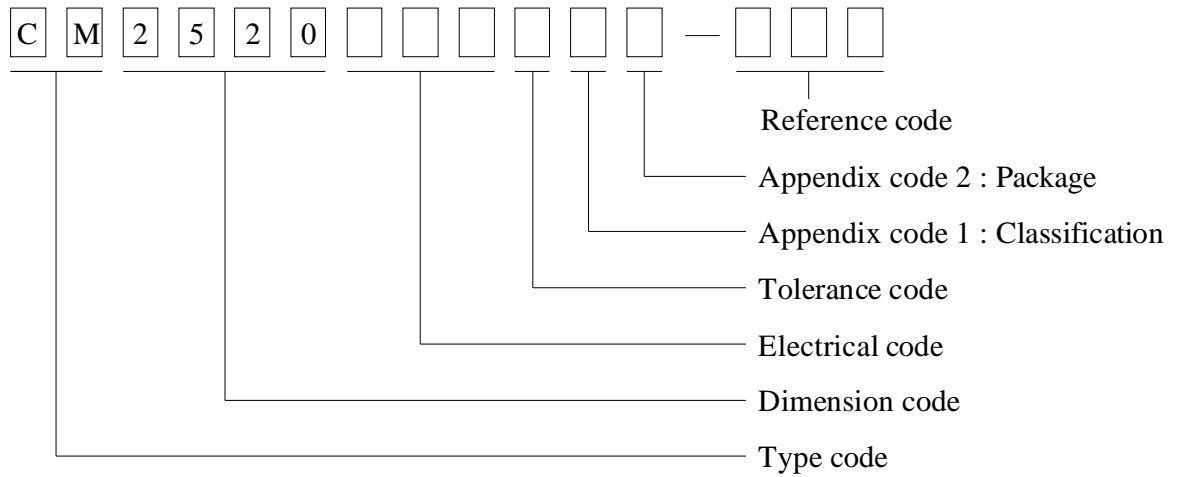 C M 2 5 2 0 —
Reference code
Appendix code 2 : Package
Appendix code 1 : Classification
Tolerance code
Electrical code
Dimension code
Type code